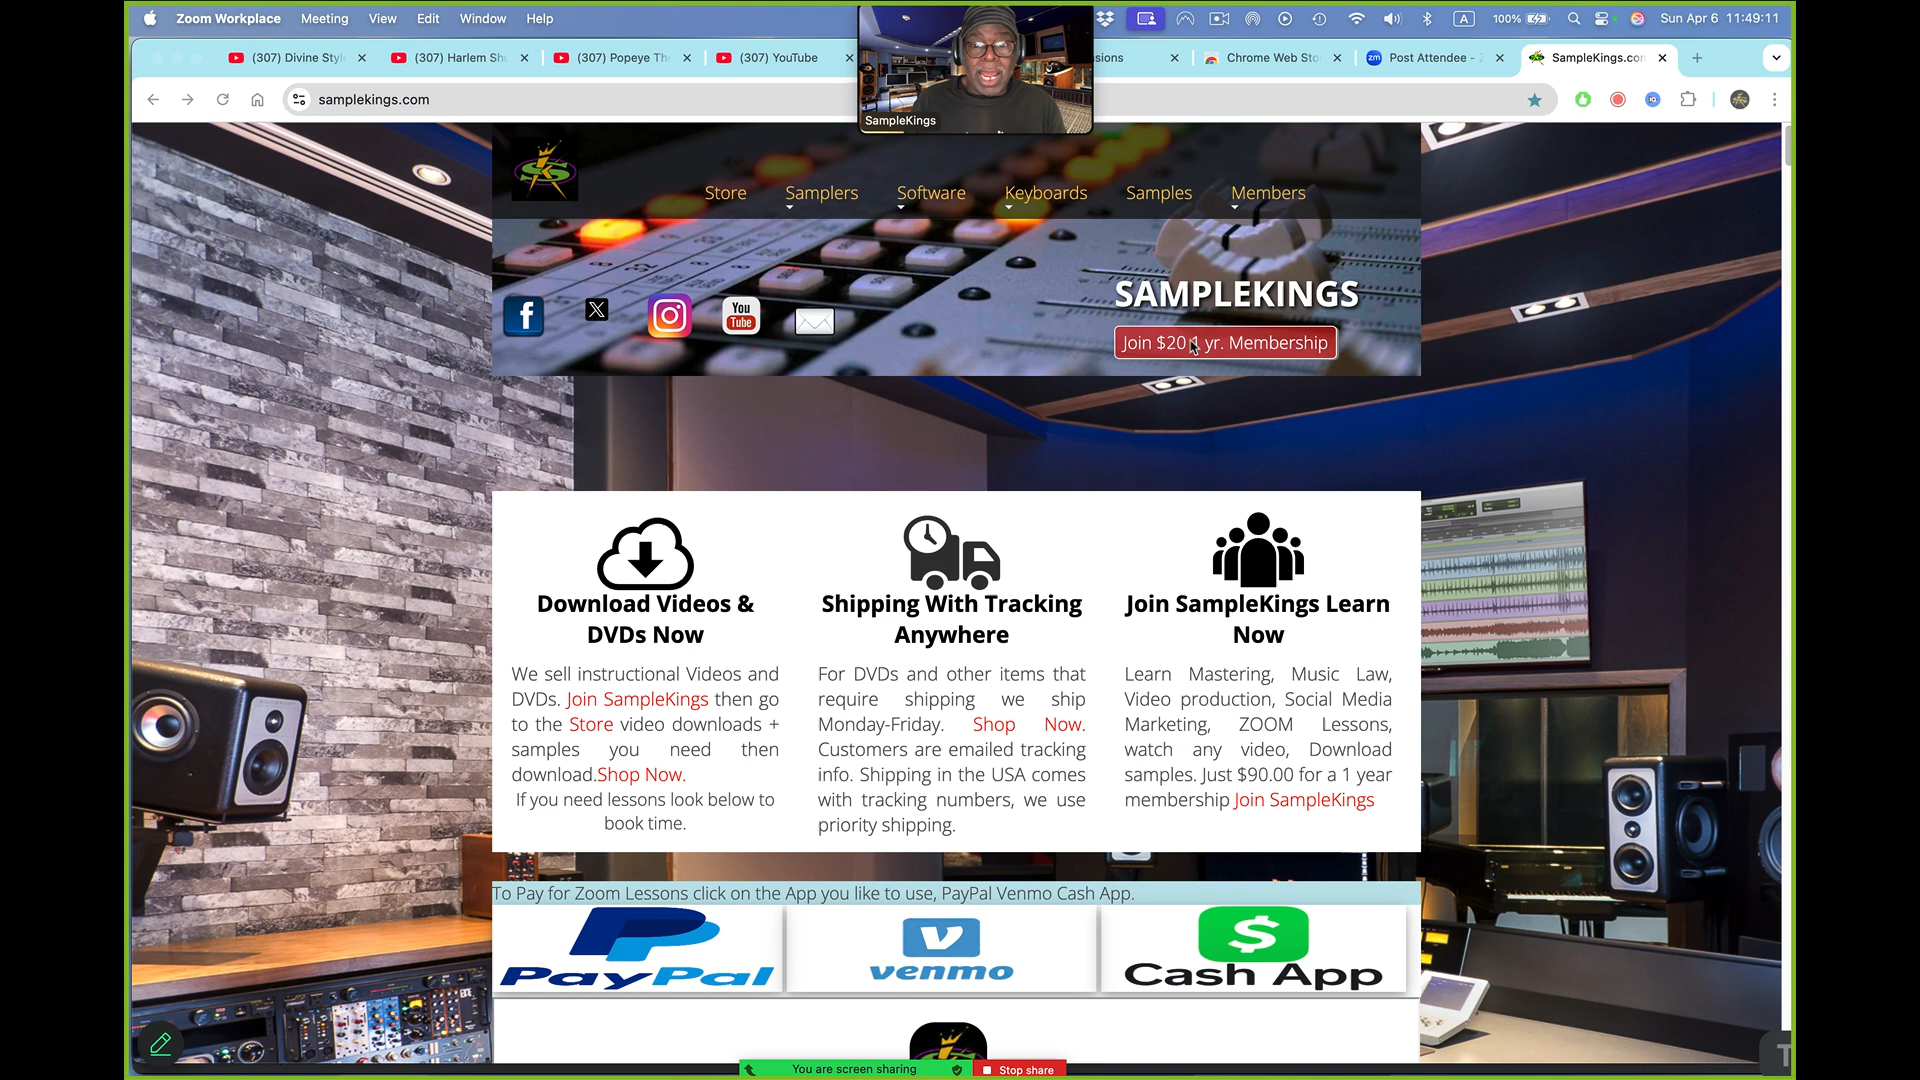 Zoom Workplace Meeting View Edit Window Help
A 100% Sun Apr 6 11:49:11
(307) Divine Styl
(307) Harlem Sh
(307) Popeye Th
(307) YouTube
sions
Chrome Web Sto
zm Post Attendee -
SampleKings.con
samplekings.com
SampleKings
Store Samplers Software Keyboards Samples Members
You
Tube
SAMPLEKINGS
Join $20 1 yr. Membership
Download Videos &
DVDs Now
We sell instructional Videos and
DVDs. Join SampleKings then go
to the Store video downloads +
samples you need then
download.Shop Now.
If you need lessons look below to
book time.
Shipping With Tracking
Anywhere
For DVDs and other items that
require shipping we ship
Monday-Friday. Shop Now.
Customers are emailed tracking
info. Shipping in the USA comes
with tracking numbers, we use
priority shipping.
Join SampleKings Learn
Now
Learn Mastering, Music Law,
Video production, Social Media
Marketing, ZOOM Lessons,
watch any video, Download
samples. Just $90.00 for a 1 year
membership Join SampleKings
To Pay for Zoom Lessons click on the App you like to use, PayPal Venmo Cash App.
PayPal
venmo
Cash App
You are screen sharing
Stop share